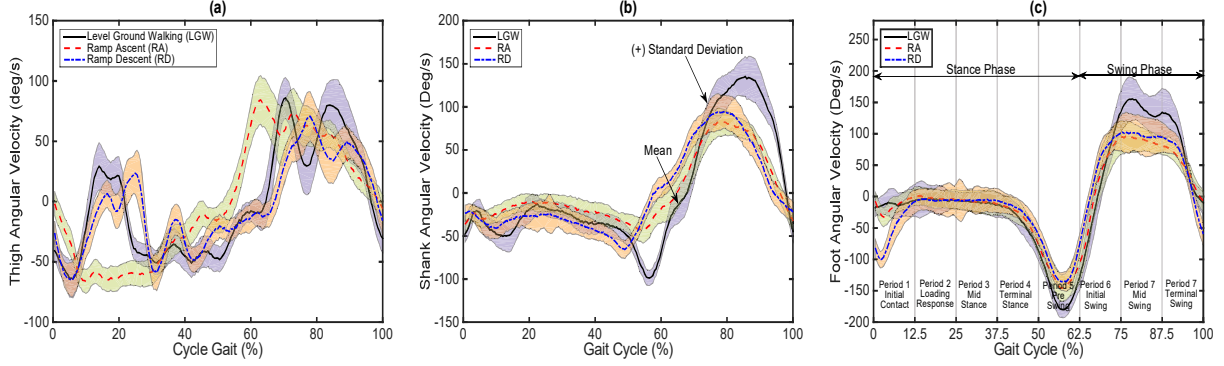 (a)
Thigh Angular Velocity (deg/s)
150
100
50
0
-50
-100
Level Ground Walking (LGW)
Ramp Ascent (RA)
Ramp Descent (RD)
0 20 40 60 80 100
Cycle Gait (%)
(b)
Shank Angular Velocity (Deg/s)
200
150
100
50
0
-50
-100
-150
LGW
RA
RD
(+) Standard Deviation
Mean
0 20 40 60 80 100
Gait Cycle (%)
(c)
Foot Angular Velocity (Deg/s)
250
200
150
100
50
0
-50
-100
-150
-200
LGW
RA
RD
Stance Phase
Swing Phase
Period 1
Initial
Contact
Period 2
Loading
Response
Period 3
Mid
Stance
Period 4
Terminal
Stance
Period 5
Pre
Swing
Period 6
Initial
Swing
Period 7
Mid
Swing
Period 7
Terminal
Swing
0 12.5 25 37.5 50 62.5 75 87.5 100
Gait Cycle (%)